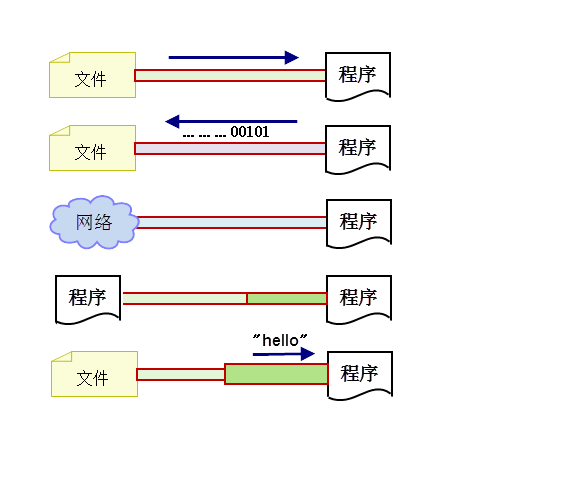 文件 程序
... ... ... 00101
文件 程序
网络 程序
程序 程序
"hello"
文件 程序